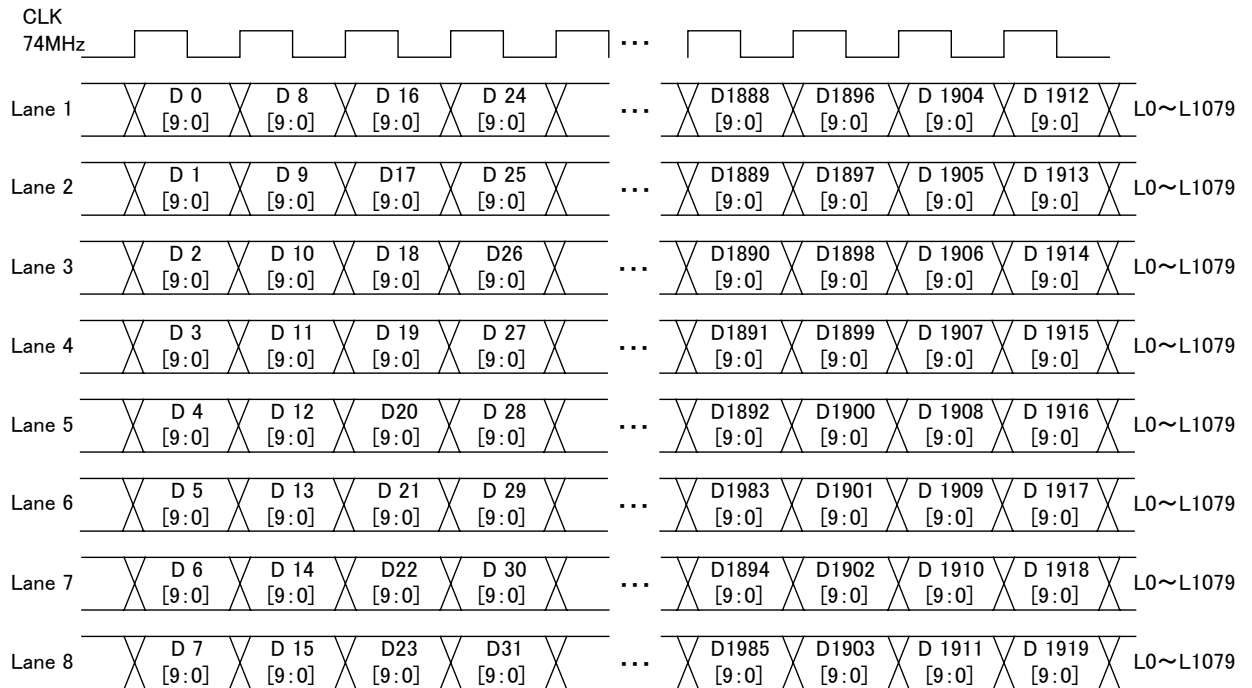 CLK
74MHz
...
Lane 1 D 0 D 8 D 16 D 24 ... D1888 D1896 D 1904 D 1912 L0～L1079
[9:0] [9:0] [9:0] [9:0] [9:0] [9:0] [9:0] [9:0]
Lane 2 D 1 D 9 D17 D 25 ... D1889 D1897 D 1905 D 1913 L0～L1079
[9:0] [9:0] [9:0] [9:0] [9:0] [9:0] [9:0] [9:0]
Lane 3 D 2 D 10 D 18 D26 ... D1890 D1898 D 1906 D 1914 L0～L1079
[9:0] [9:0] [9:0] [9:0] [9:0] [9:0] [9:0] [9:0]
Lane 4 D 3 D 11 D 19 D 27 ... D1891 D1899 D 1907 D 1915 L0～L1079
[9:0] [9:0] [9:0] [9:0] [9:0] [9:0] [9:0] [9:0]
Lane 5 D 4 D 12 D20 D 28 ... D1892 D1900 D 1908 D 1916 L0～L1079
[9:0] [9:0] [9:0] [9:0] [9:0] [9:0] [9:0] [9:0]
Lane 6 D 5 D 13 D 21 D 29 ... D1983 D1901 D 1909 D 1917 L0～L1079
[9:0] [9:0] [9:0] [9:0] [9:0] [9:0] [9:0] [9:0]
Lane 7 D 6 D 14 D22 D 30 ... D1894 D1902 D 1910 D 1918 L0～L1079
[9:0] [9:0] [9:0] [9:0] [9:0] [9:0] [9:0] [9:0]
Lane 8 D 7 D 15 D23 D31 ... D1985 D1903 D 1911 D 1919 L0～L1079
[9:0] [9:0] [9:0] [9:0] [9:0] [9:0] [9:0] [9:0]